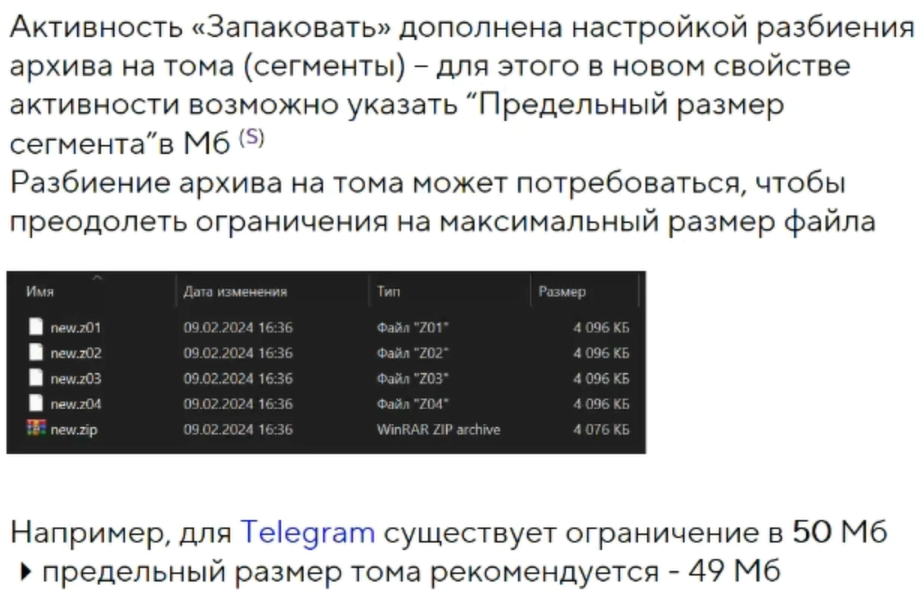 Активность «Запаковать» дополнена настройкой разбиения
архива на тома (сегменты) – для этого в новом свойстве
активности возможно указать “Предельный размер
сегмента”в Мб (S)
Разбиение архива на тома может потребоваться, чтобы
преодолеть ограничения на максимальный размер файла
Имя Дата изменения Тип Размер
new.z01 09.02.2024 16:36 Файл "Z01" 4 096 КБ
new.z02 09.02.2024 16:36 Файл "Z02" 4 096 КБ
new.z03 09.02.2024 16:36 Файл "Z03" 4 096 КБ
new.z04 09.02.2024 16:36 Файл "Z04" 4 096 КБ
new.zip 09.02.2024 16:36 WinRAR ZIP archive 4 076 КБ
Например, для Telegram существует ограничение в 50 Мб
‣ предельный размер тома рекомендуется - 49 Мб